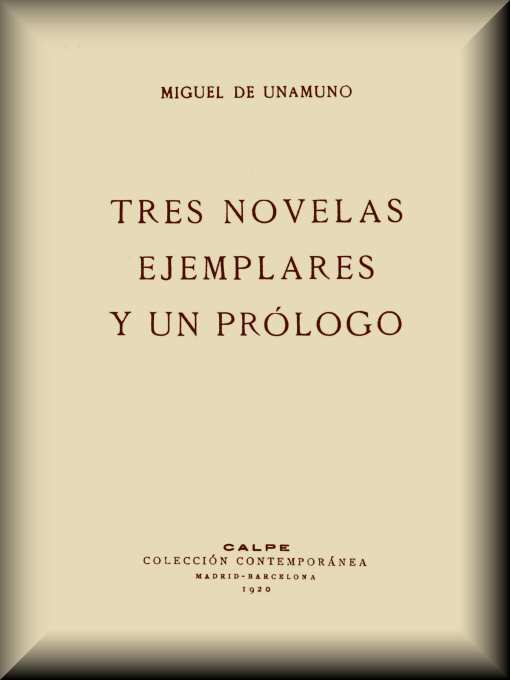 MIGUEL DE UNAMUNO
TRES NOVELAS
EJEMPLARES
Y UN PRÓLOGO
CALPE
COLECCIÓN CONTEMPORÁNEA
MADRID-BARCELONA
1920